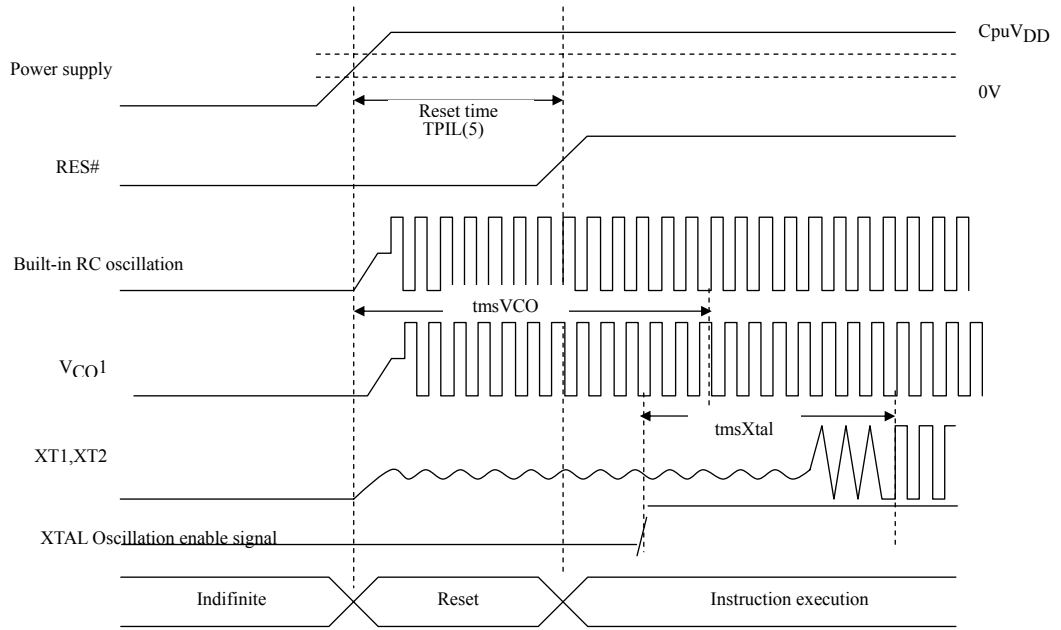 CpuVDD
Power supply
0V
Reset time
TPIL(5)
RES#
Built-in RC oscillation
tmsVCO
VCO1
tmsXtal
XT1,XT2
XTAL Oscillation enable signal
Indifinite
Reset
Instruction execution